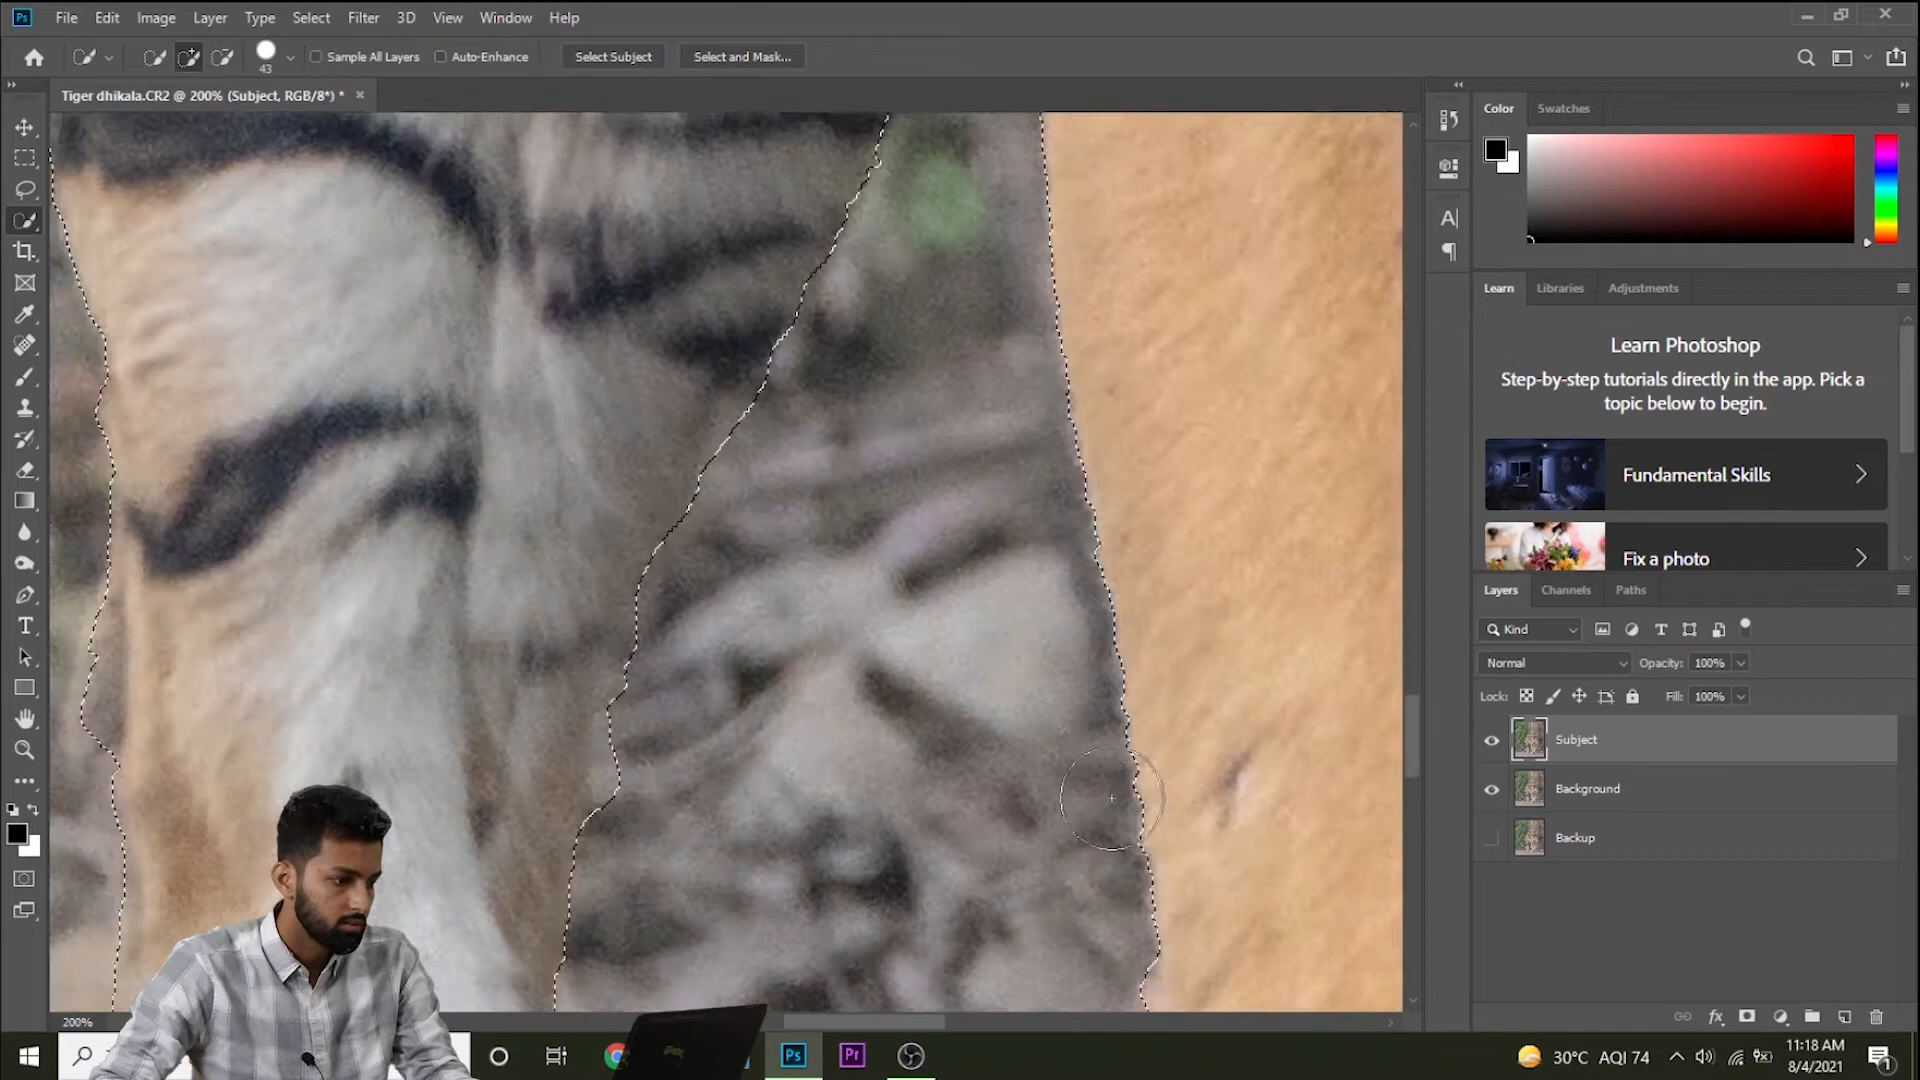 Ps File Edit Image Layer Type Select Filter 3D View Window Help
43 Sample All Layers Auto-Enhance Select Subject Select and Mask...
Tiger dhikala.CR2 @ 200% (Subject, RGB/8*) * ×
Color Swatches
Learn Libraries Adjustments
Learn Photoshop
Step-by-step tutorials directly in the app. Pick a
topic below to begin.
Fundamental Skills
Fix a photo
Layers Channels Paths
Kind
Normal Opacity: 100%
Lock: Fill: 100%
Subject
Background
Backup
200%
Ps Pr 30°C AQI 74
11:18 AM
8/4/2021
1